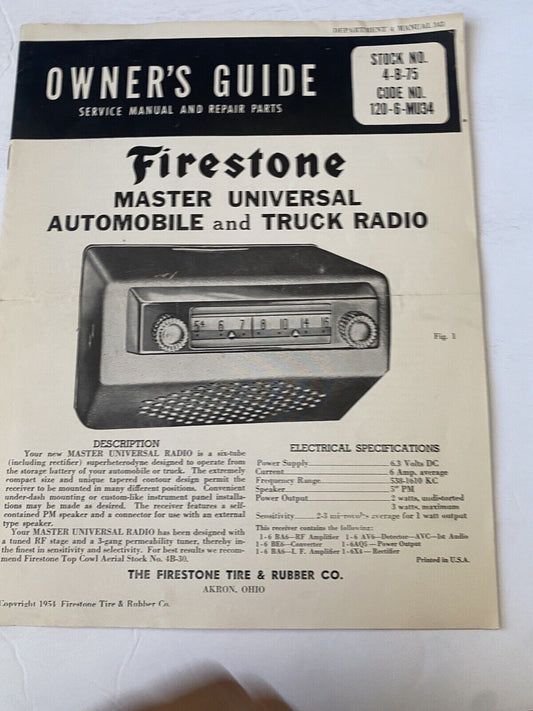 DEPARTMENT 4 MANUAL
OWNER'S GUIDE
SERVICE MANUAL AND REPAIR PARTS
STOCK NO.
4-B-75
CODE NO.
120-6-MU34
Firestone
MASTER UNIVERSAL
AUTOMOBILE and TRUCK RADIO
54 6 7 8 10 14 16
Fig. 1
DESCRIPTION
Your new MASTER UNIVERSAL RADIO is a six-tube
(including rectifier) superheterodyne designed to operate from
the storage battery of your automobile or truck. The extremely
compact size and unique tapered contour design permit the
receiver to be mounted in many different positions. Convenient
under-dash mounting or custom-like instrument panel installa-
tions may be made as desired. The receiver features a self-
contained PM speaker and a connector for use with an external
type speaker.
Your MASTER UNIVERSAL RADIO has been designed with
a tuned RF stage and a 3-gang permeability tuner, thereby in-
the finest in sensitivity and selectivity. For best results we recom-
mend Firestone Top Cowl Aerial Stock No. 4B-30.
ELECTRICAL SPECIFICATIONS
Power Supply 6.3 Volts DC
Current 6 Amp. average
Frequency Range 538-1610 KC
Speaker 5" PM
Power Output 2 watts, undistorted
3 watts, maximum
Sensitivity 2-3 microvolts average for 1 watt output
This receiver contains the following:
1-6 BA6—RF Amplifier 1-6 AV6—Detector—AVC—1st Audio
1-6 BE6—Converter 1-6AQ5—Power Output
1-6 BA6—I. F. Amplifier 1-6X4—Rectifier
Printed in U.S.A.
THE FIRESTONE TIRE & RUBBER CO.
AKRON, OHIO
Copyright 1954 Firestone Tire & Rubber Co.